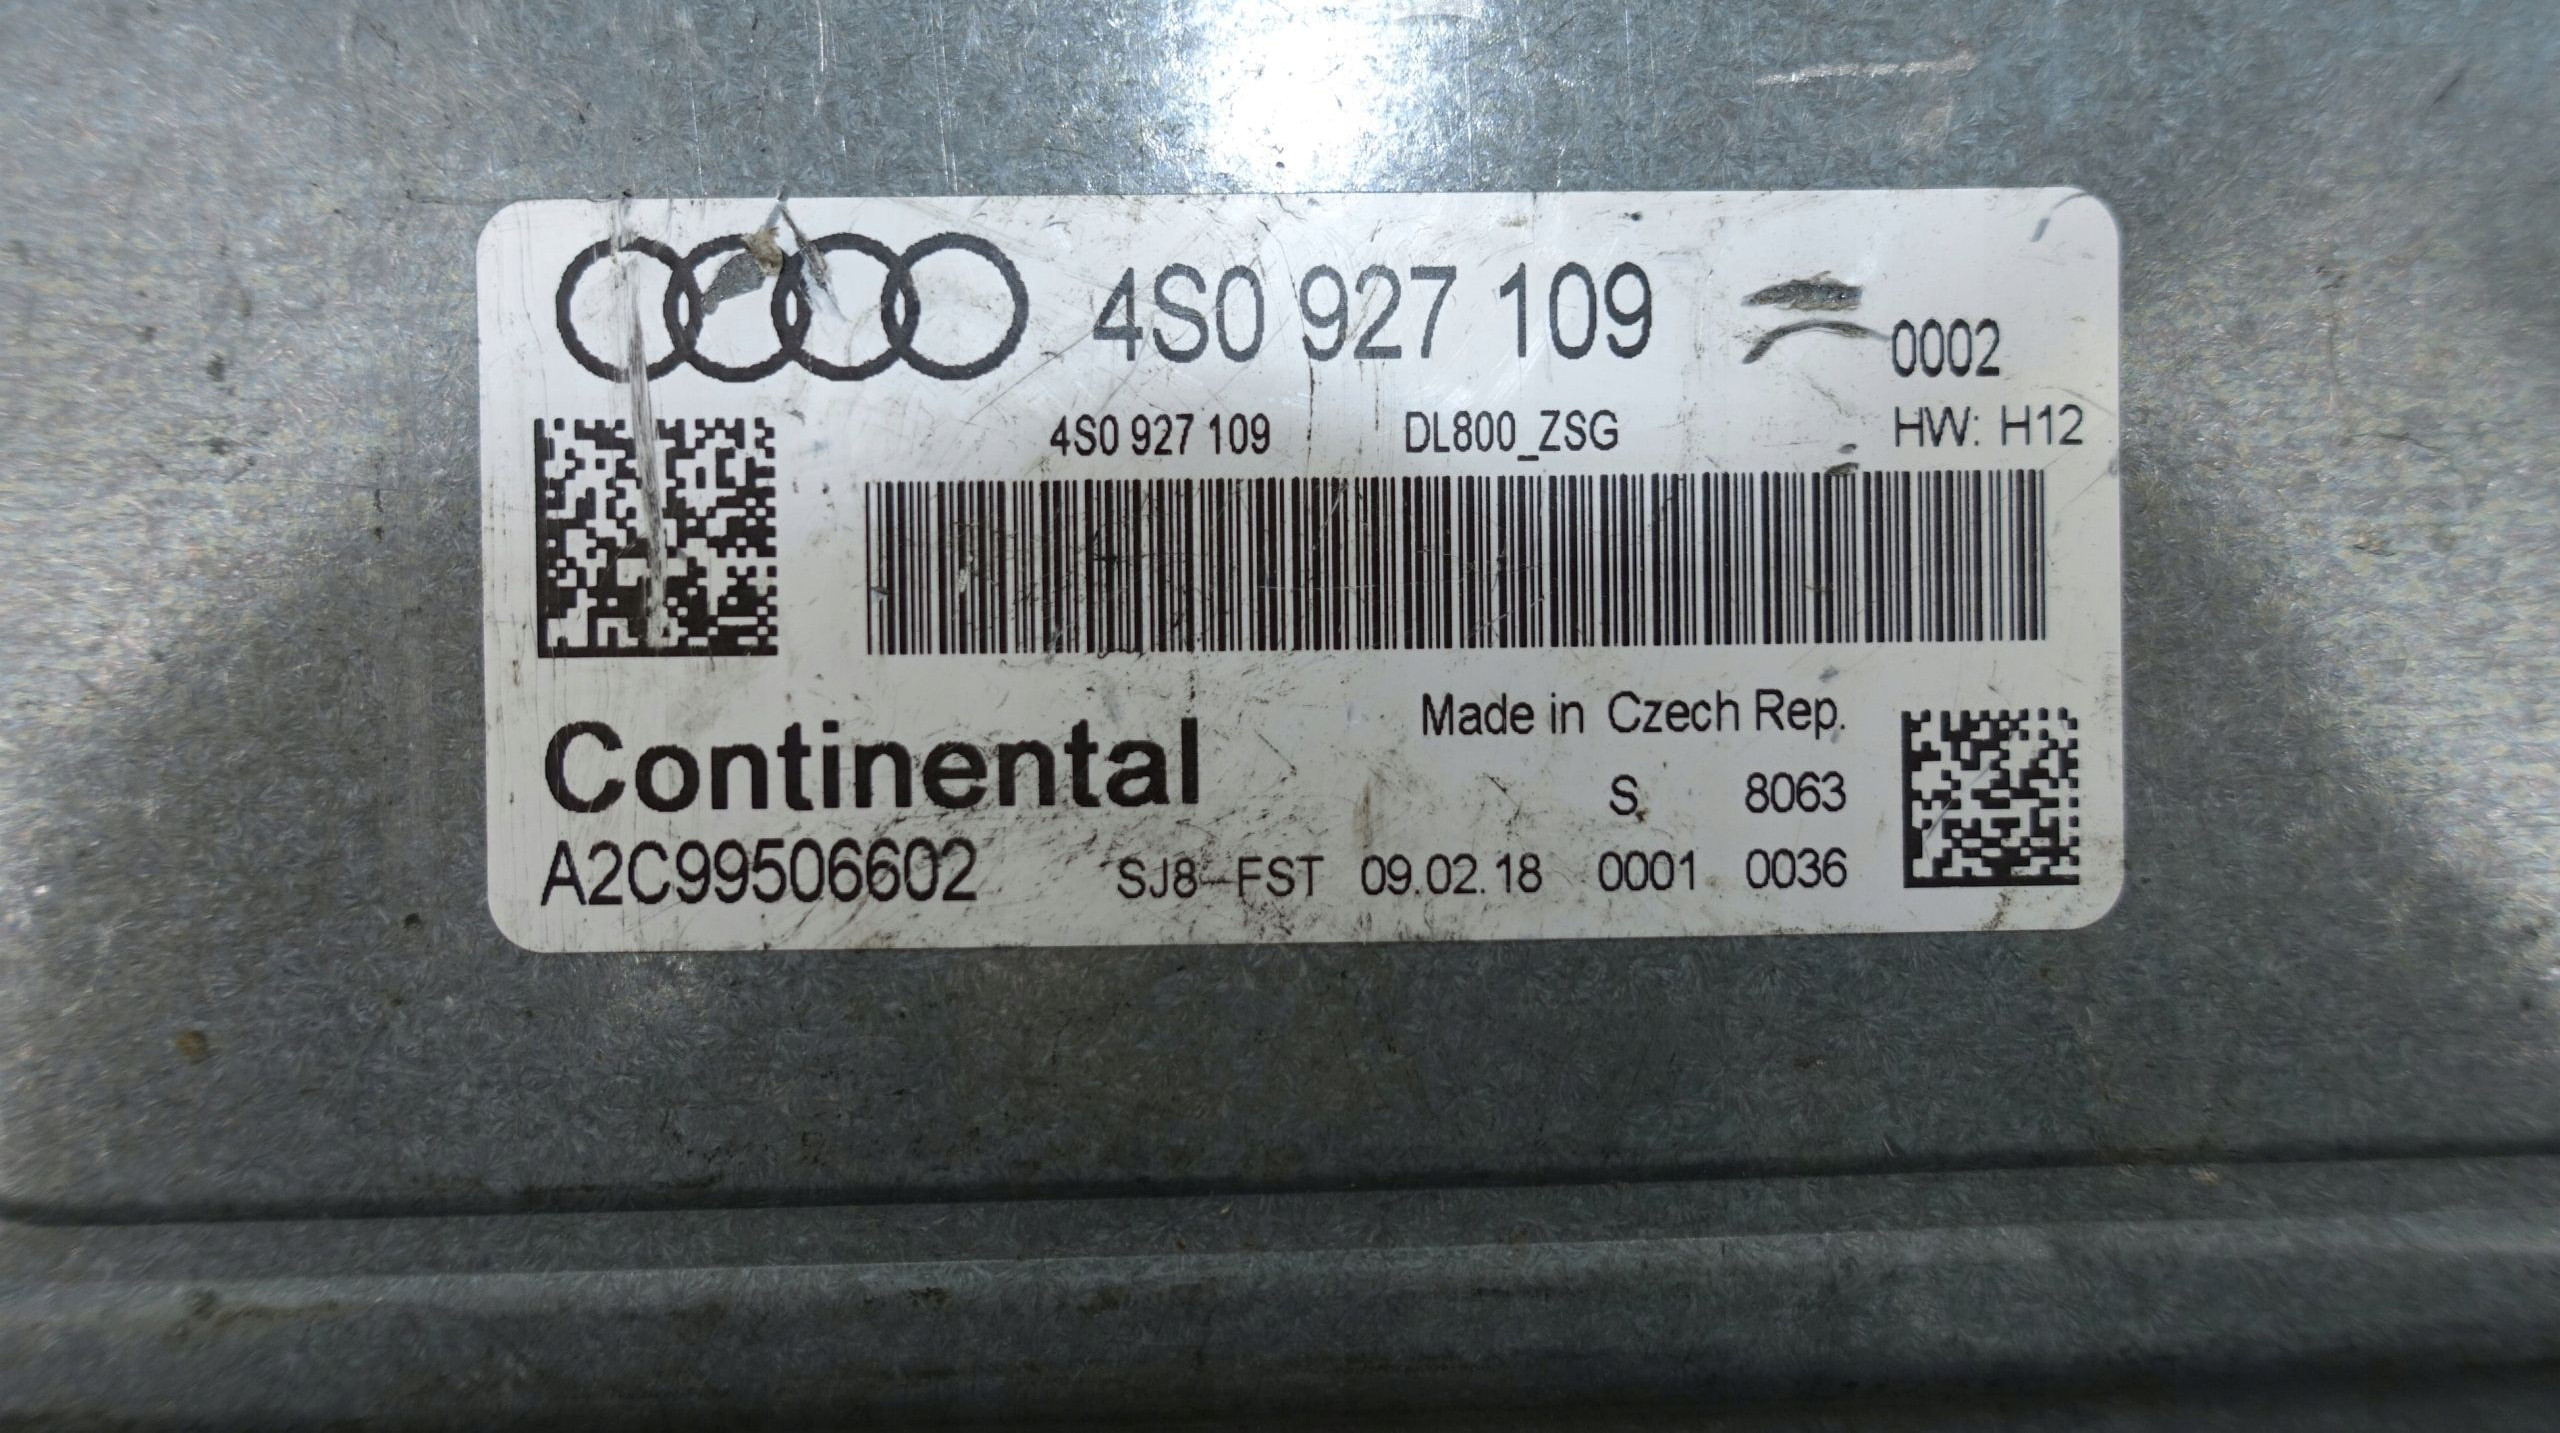 4S0 927 109
0002
4S0 927 109 DL800_ZSG HW: H12
Made in Czech Rep.
Continental
S 8063
A2C99506602 SJ8-FST 09.02.18 0001 0036